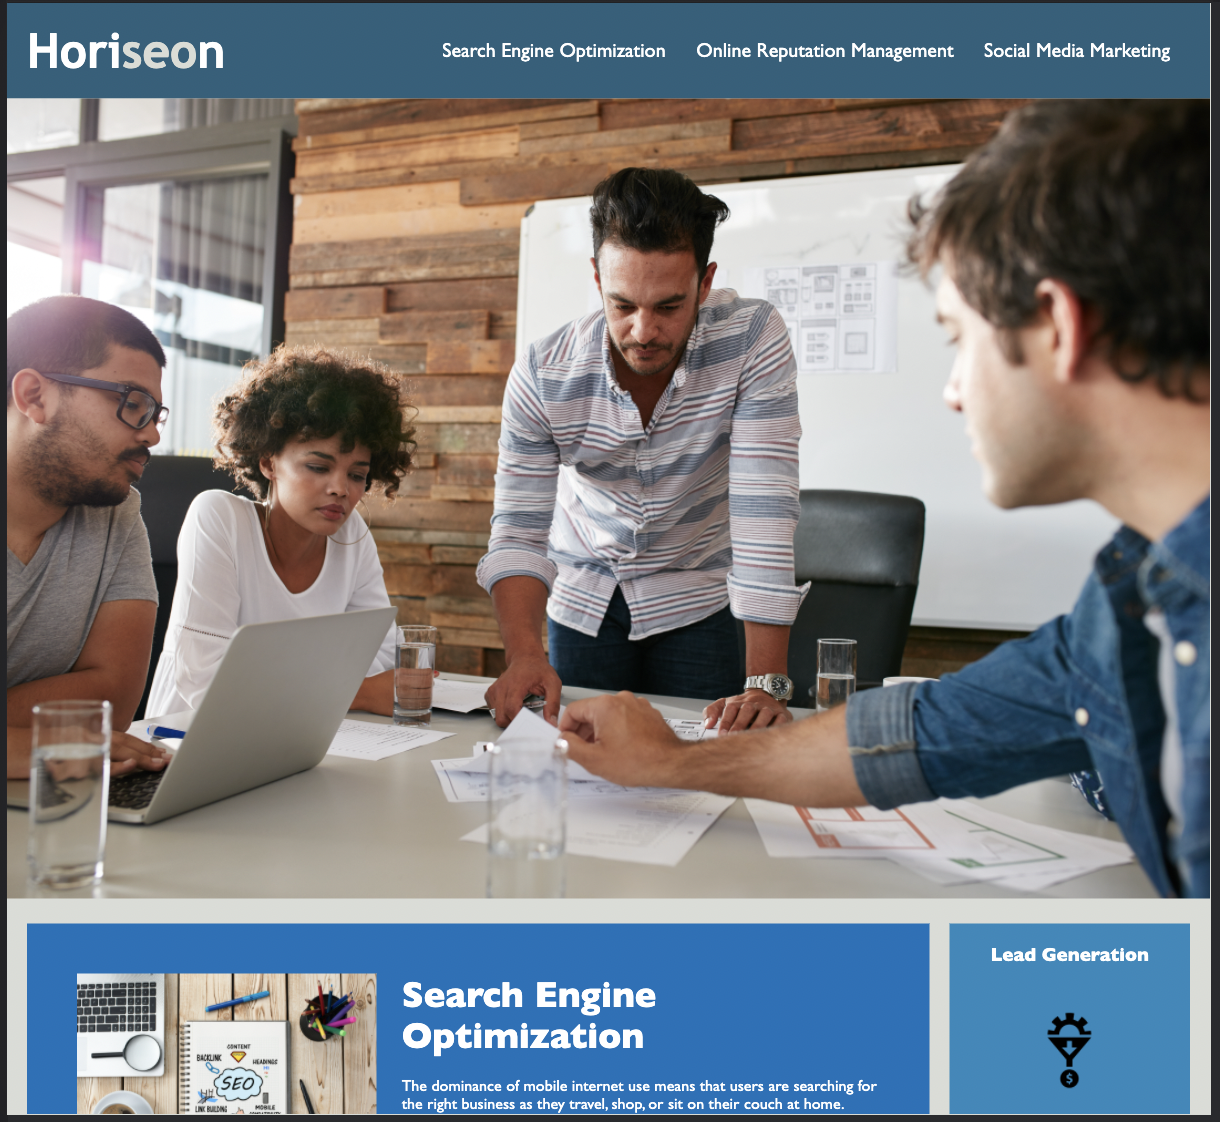 Horiseon
Search Engine Optimization
Online Reputation Management
Social Media Marketing
Search Engine
Optimization
The dominance of mobile internet use means that users are searching for
the right business as they travel, shop, or sit on their couch at home.
CONTENT
BACKLINK
HEADINGS
SEO
LINK BUILDING
MOBILE
Lead Generation
$